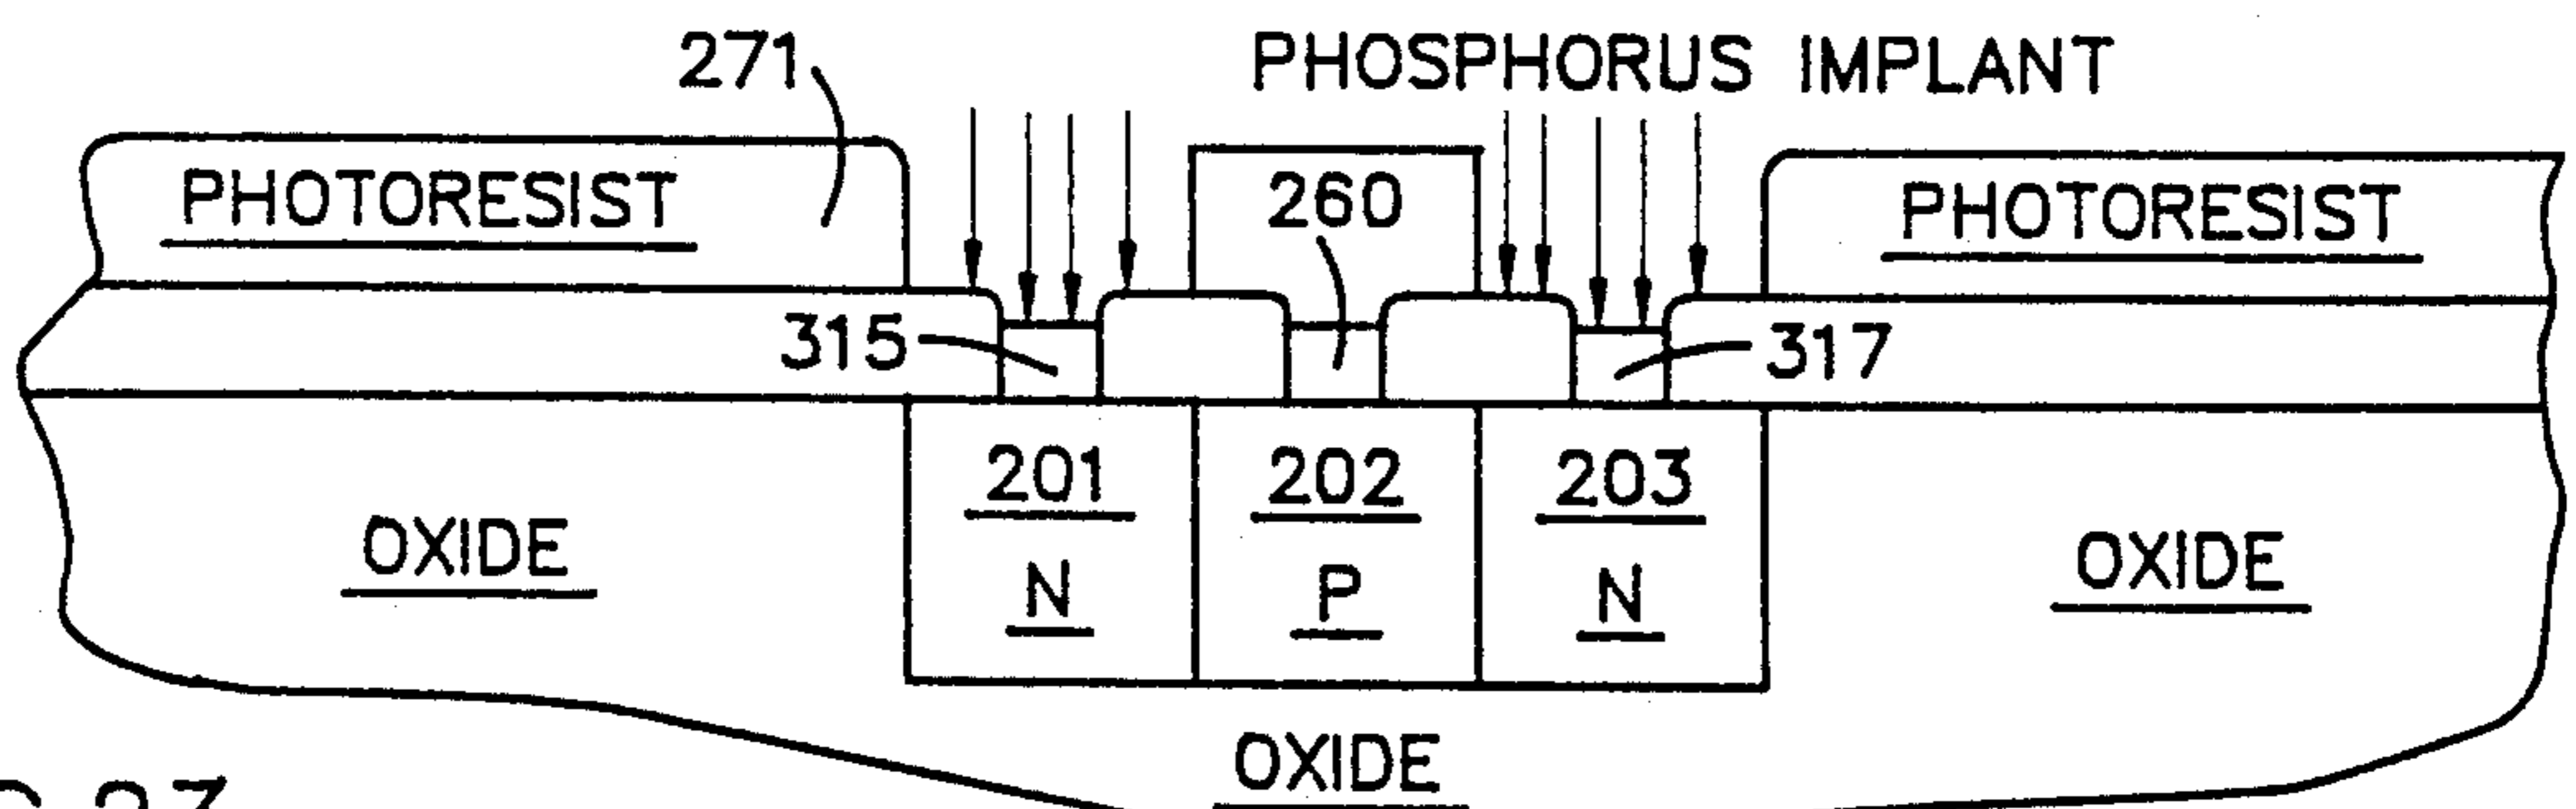 271
PHOSPHORUS IMPLANT
PHOTORESIST
260
PHOTORESIST
315
317
201
202
203
OXIDE
N
P
N
OXIDE
OXIDE